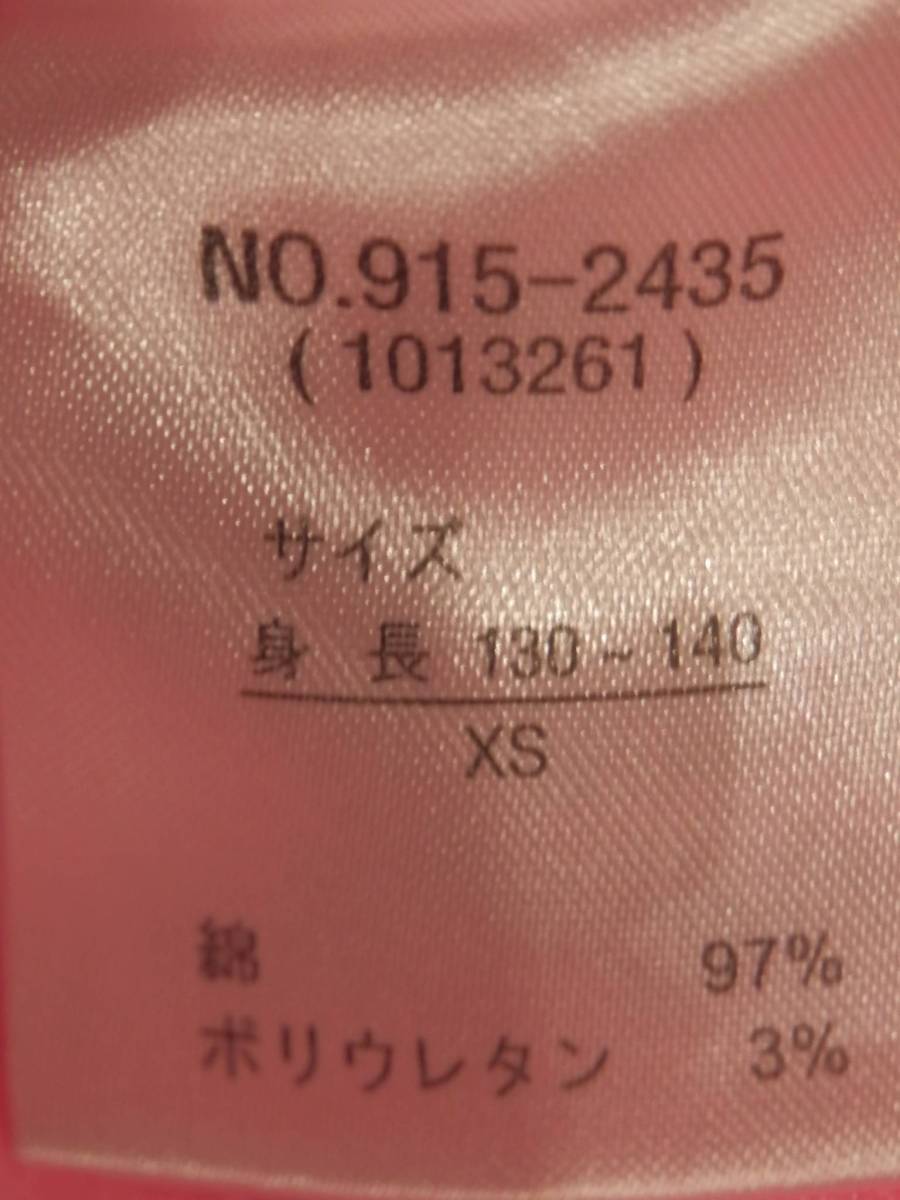 NO.915-2435
(1013261)
サイズ
身 長 130~140
XS
綿 97%
ポリウレタン 3%